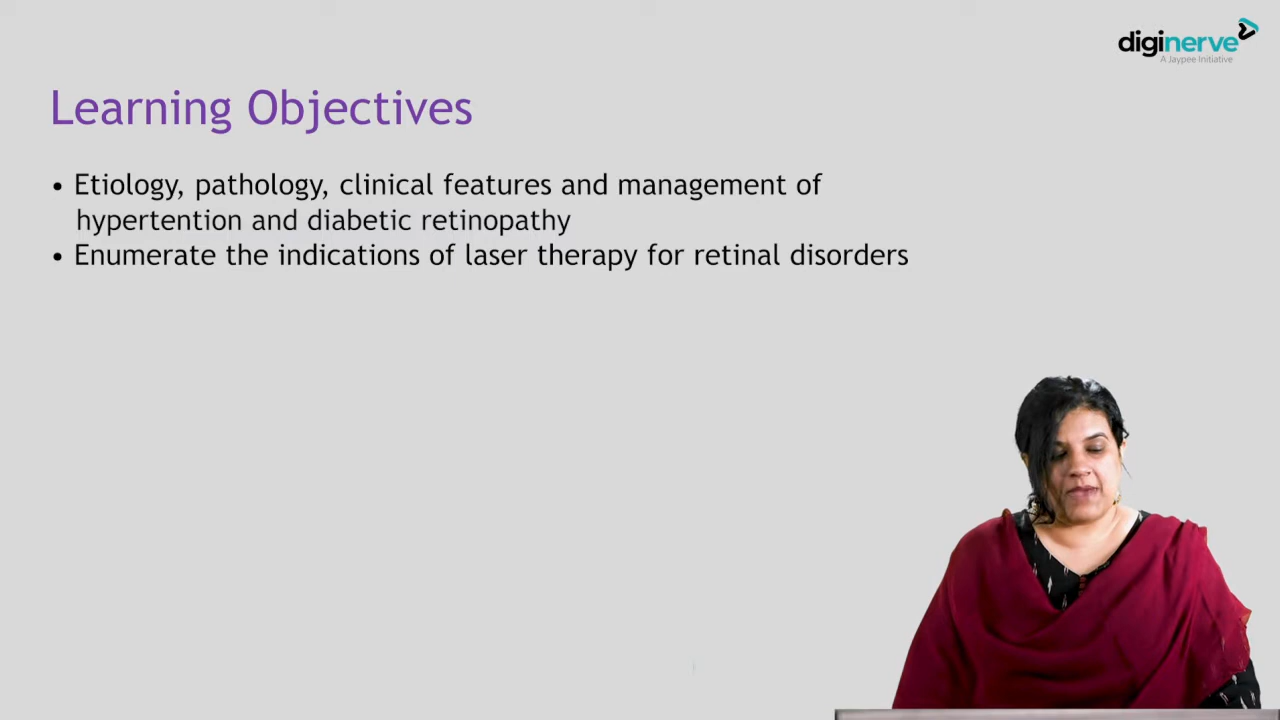 diginerve
A Jaypee Initiative
Learning Objectives
• Etiology, pathology, clinical features and management of
hypertention and diabetic retinopathy
• Enumerate the indications of laser therapy for retinal disorders